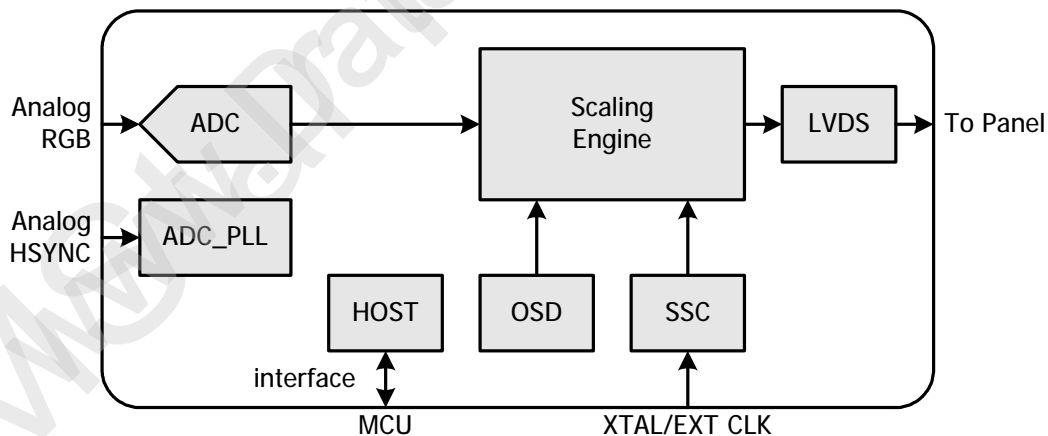 Analog
RGB
ADC
Scaling
Engine
LVDS
To Panel
Analog
HSYNC
ADC_PLL
HOST
OSD
SSC
interface
MCU
XTAL/EXT CLK